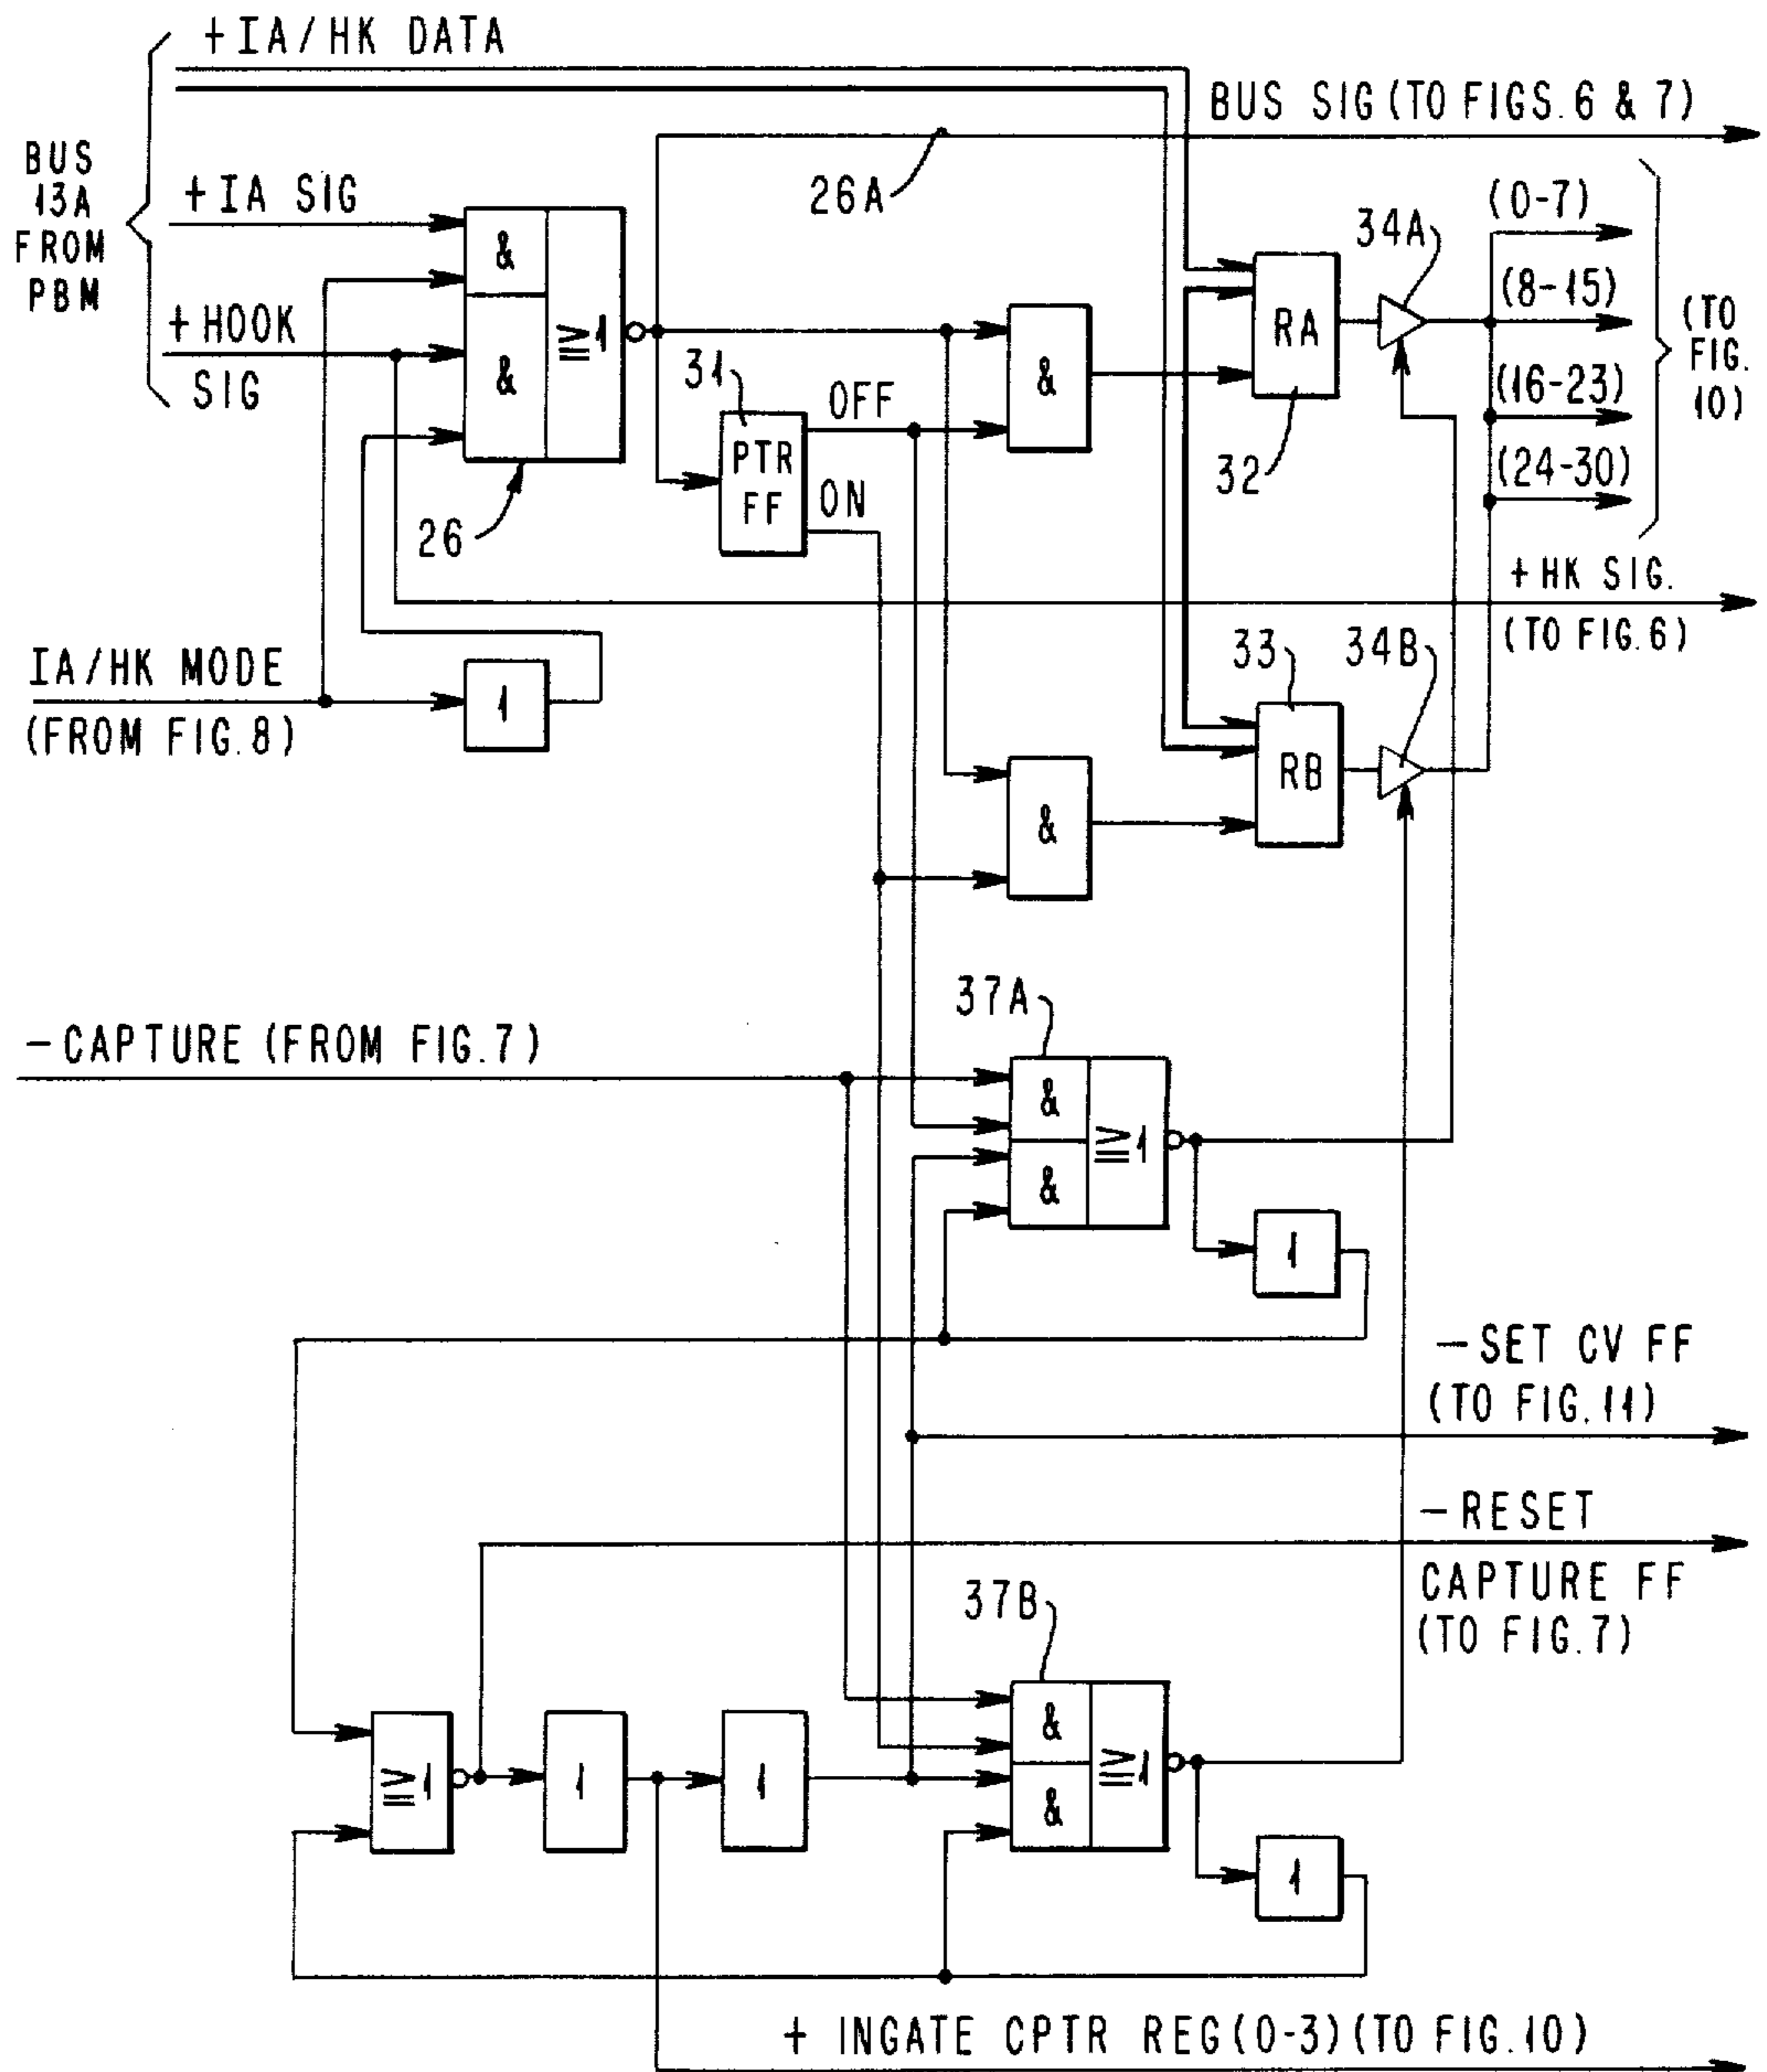 +IA/HK DATA
BUS SIG (TO FIGS. 6 & 7)
BUS
13A
FROM
PBM
+IA SIG
+HOOK
SIG
&
&
≥1
26
26A
31
OFF
PTR
FF
ON
&
RA
32
34A
(0-7)
(8-15)
(16-23)
(24-30)
(TO
FIG.
10)
+HK SIG.
(TO FIG.6)
IA/HK MODE
(FROM FIG.8)
1
33
34B
RB
&
37A
-CAPTURE (FROM FIG.7)
&
&
≥1
1
-SET CV FF
(TO FIG.11)
-RESET
CAPTURE FF
(TO FIG.7)
37B
≥1
1
1
&
&
≥1
1
+ INGATE CPTR REG(0-3)(TO FIG.10)